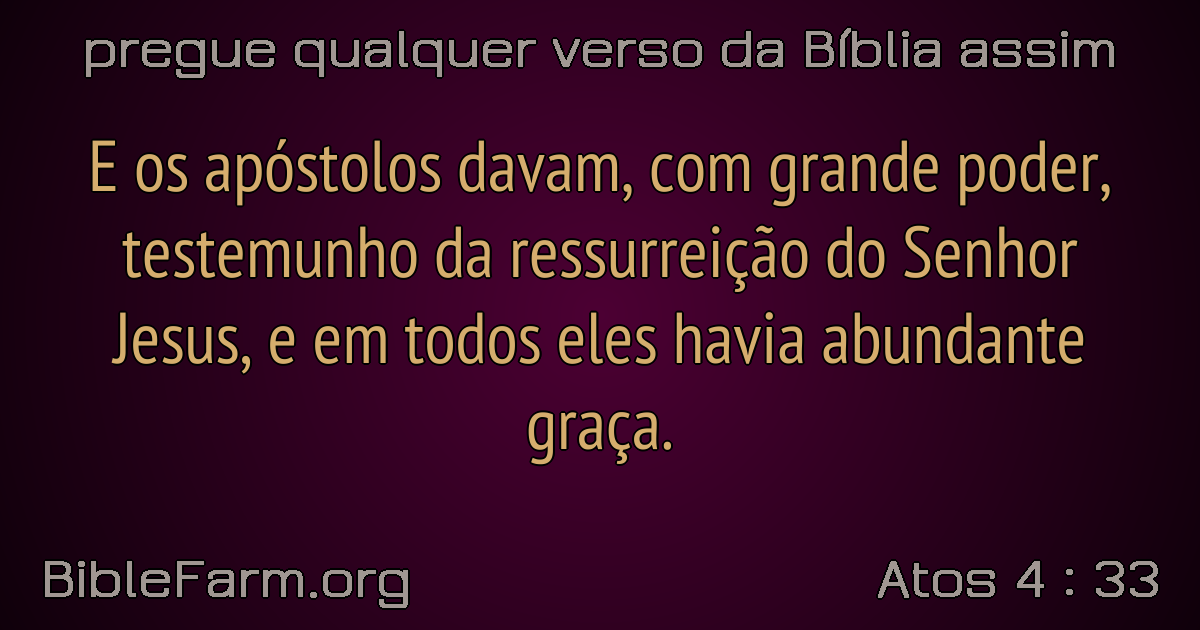 pregue qualquer verso da Bíblia assim
E os apóstolos davam, com grande poder,
testemunho da ressurreição do Senhor
Jesus, e em todos eles havia abundante
graça.
BibleFarm.org
Atos 4 : 33